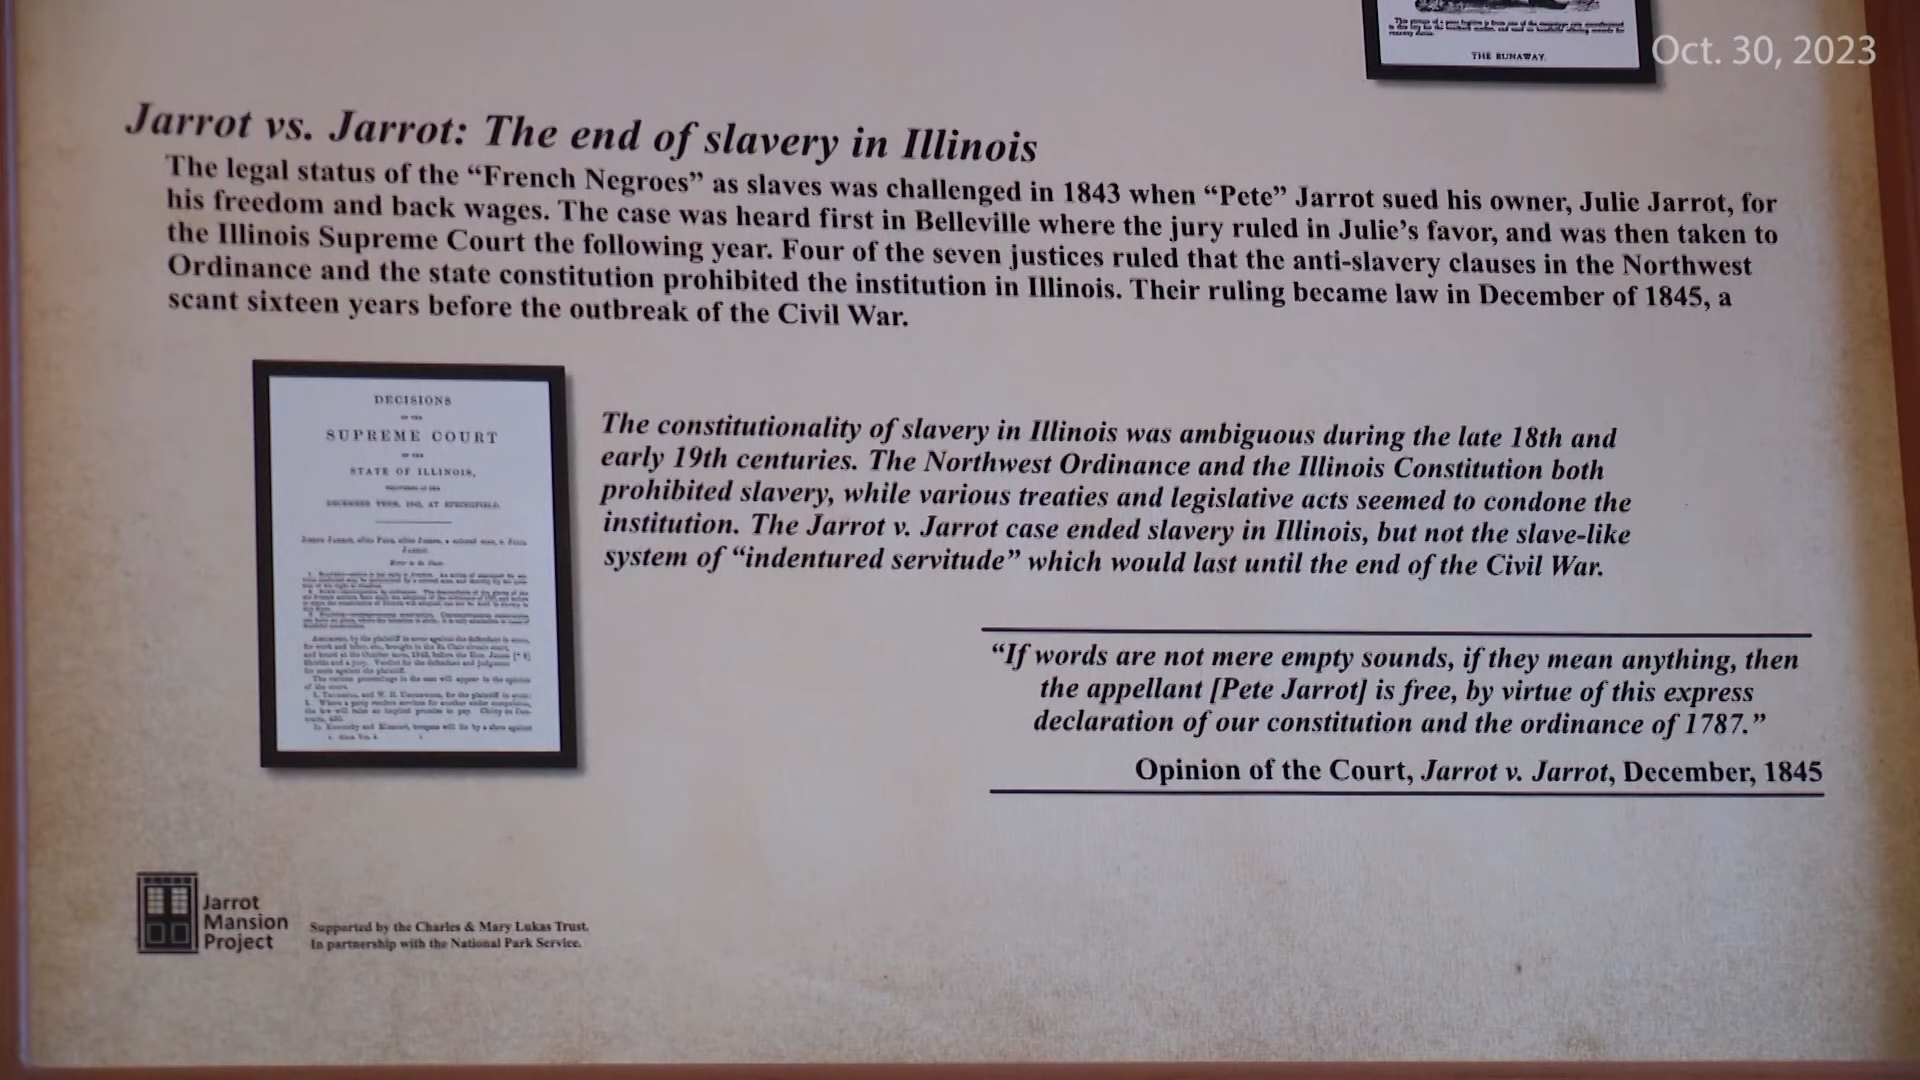 THE RUNAWAY.
Oct. 30, 2023
Jarrot vs. Jarrot: The end of slavery in Illinois
The legal status of the “French Negroes” as slaves was challenged in 1843 when “Pete” Jarrot sued his owner, Julie Jarrot, for
his freedom and back wages. The case was heard first in Belleville where the jury ruled in Julie’s favor, and was then taken to
the Illinois Supreme Court the following year. Four of the seven justices ruled that the anti-slavery clauses in the Northwest
Ordinance and the state constitution prohibited the institution in Illinois. Their ruling became law in December of 1845, a
scant sixteen years before the outbreak of the Civil War.
DECISIONS
OF THE
SUPREME COURT
OF THE
STATE OF ILLINOIS,
The constitutionality of slavery in Illinois was ambiguous during the late 18th and
early 19th centuries. The Northwest Ordinance and the Illinois Constitution both
prohibited slavery, while various treaties and legislative acts seemed to condone the
institution. The Jarrot v. Jarrot case ended slavery in Illinois, but not the slave-like
system of “indentured servitude” which would last until the end of the Civil War.
“If words are not mere empty sounds, if they mean anything, then
the appellant [Pete Jarrot] is free, by virtue of this express
declaration of our constitution and the ordinance of 1787.”
Opinion of the Court, Jarrot v. Jarrot, December, 1845
Jarrot
Mansion
Project
Supported by the Charles & Mary Lukas Trust.
In partnership with the National Park Service.